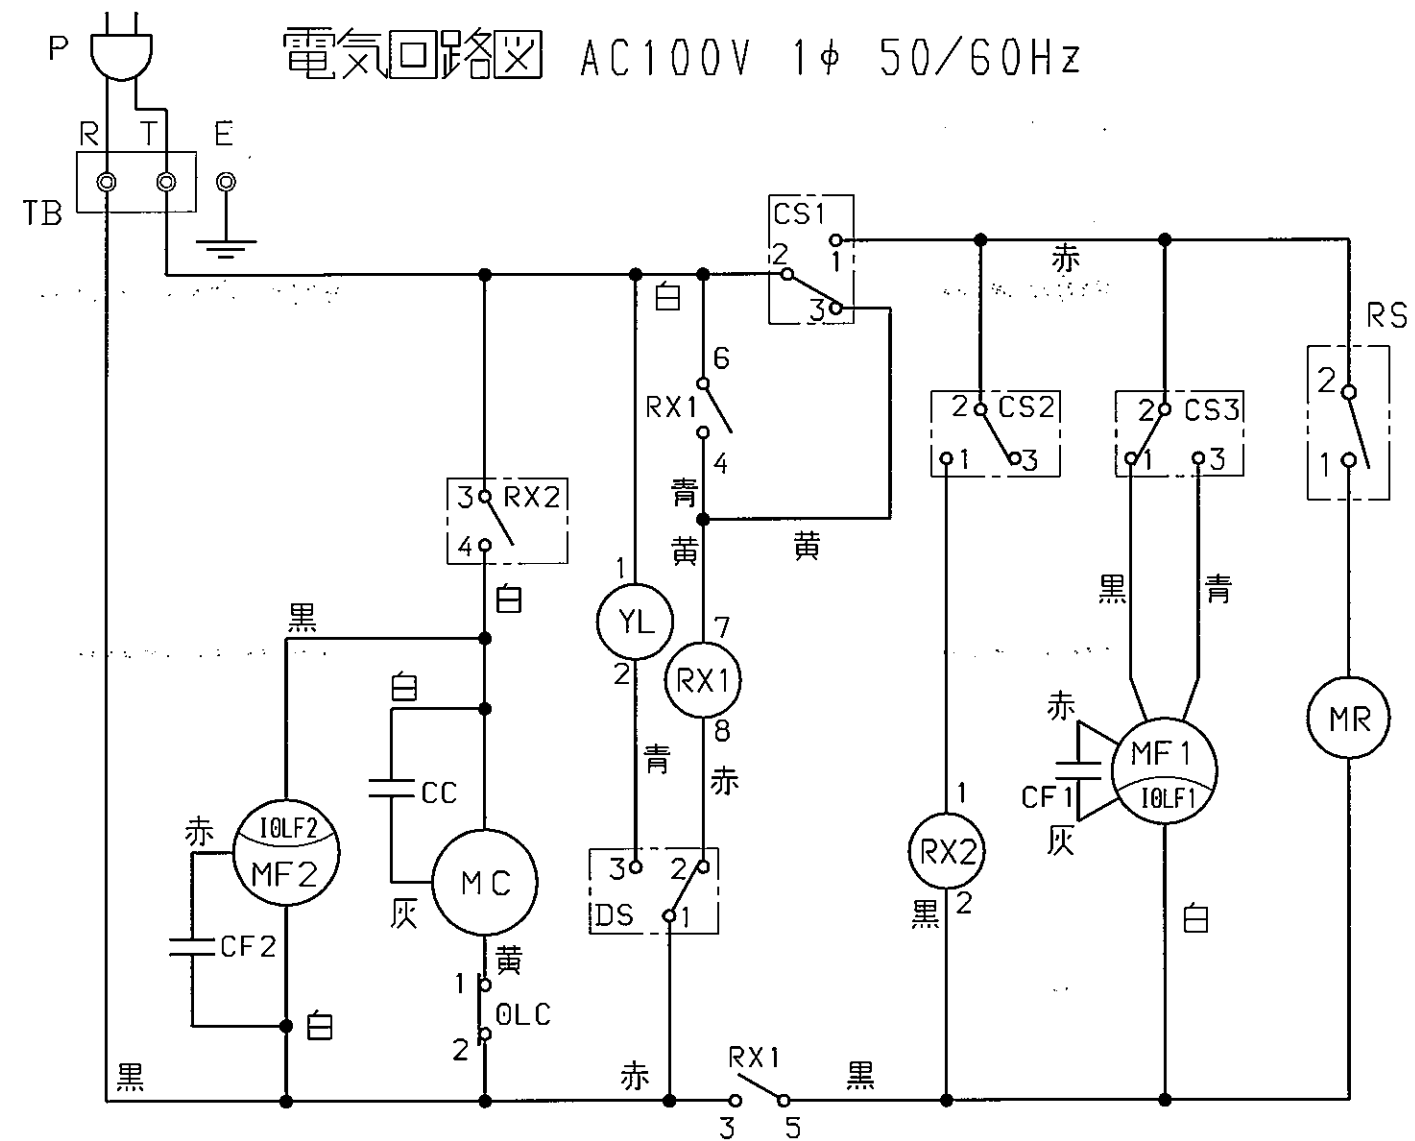 P
電気回路図 AC100V 1φ 50/60Hz
R T E
TB
CS1
2 1
3
白
赤
RS
6
RX1
4
2 CS2
1 3
2 CS3
1 3
2
1
3 RX2
4
青
黄 黄
白
黒
1
YL
2
7
RX1
8
黒 青
白
CC
灰
MC
青
赤
赤
MF1
IOLF1
CF1
灰
MR
赤
IOLF2
MF2
CF2
白
3 2
DS 1
1
RX2
2
黒
白
黄
1
OLC
2
黒
赤
RX1
3 5
黒